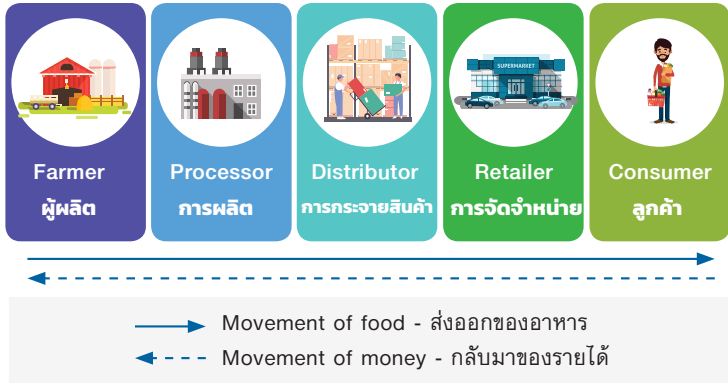 SUPERMARKET
Farmer
ผู้ผลิต
Processor
การผลิต
Distributor
การกระจายสินค้า
Retailer
การจัดจำหน่าย
Consumer
ลูกค้า
Movement of food - ส่งออกของอาหาร
Movement of money - กลับมาของรายได้